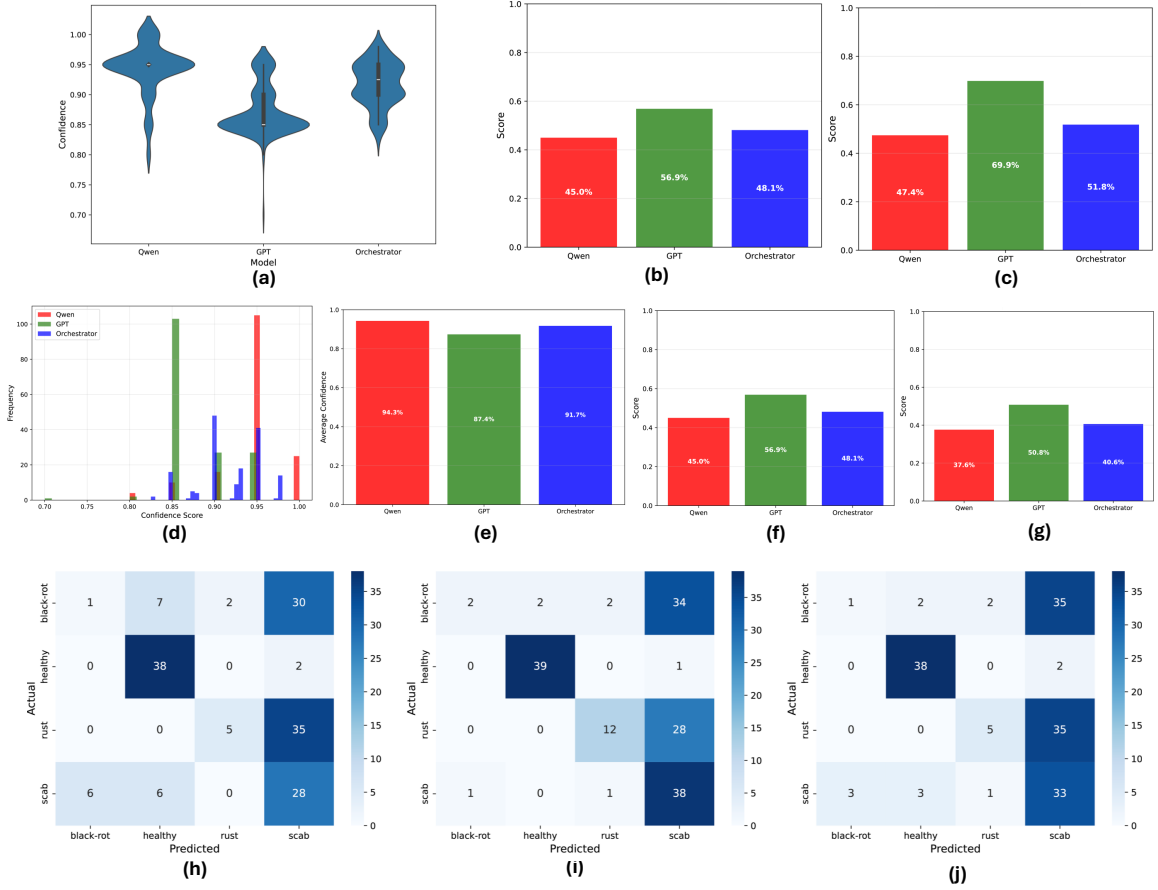 Confidence
1.00
0.95
0.90
0.85
0.80
0.75
0.70
Qwen
GPT
Orchestrator
Model
(a)
Score
1.0
0.8
0.6
0.4
0.2
0.0
45.0%
56.9%
48.1%
Qwen
GPT
Orchestrator
(b)
Score
1.0
0.8
0.6
0.4
0.2
0.0
47.4%
69.9%
51.8%
Qwen
GPT
Orchestrator
(c)
Qwen
GPT
Orchestrator
Frequency
100
80
60
40
20
0
0.70
0.75
0.80
0.85
0.90
0.95
1.00
Confidence Score
(d)
Average Confidence
1.0
0.8
0.6
0.4
0.2
0.0
94.3%
87.4%
91.7%
Qwen
GPT
Orchestrator
(e)
Score
1.0
0.8
0.6
0.4
0.2
0.0
45.0%
56.9%
48.1%
Qwen
GPT
Orchestrator
(f)
Score
1.0
0.8
0.6
0.4
0.2
0.0
37.6%
50.8%
40.6%
Qwen
GPT
Orchestrator
(g)
Actual
black-rot
healthy
rust
scab
1 7 2 30
0 38 0 2
0 0 5 35
6 6 0 28
black-rot healthy rust scab
Predicted
35
30
25
20
15
10
5
0
(h)
Actual
black-rot
healthy
rust
scab
2 2 2 34
0 39 0 1
0 0 12 28
1 0 1 38
black-rot healthy rust scab
Predicted
35
30
25
20
15
10
5
0
(i)
Actual
black-rot
healthy
rust
scab
1 2 2 35
0 38 0 2
0 0 5 35
3 3 1 33
black-rot healthy rust scab
Predicted
35
30
25
20
15
10
5
0
(j)